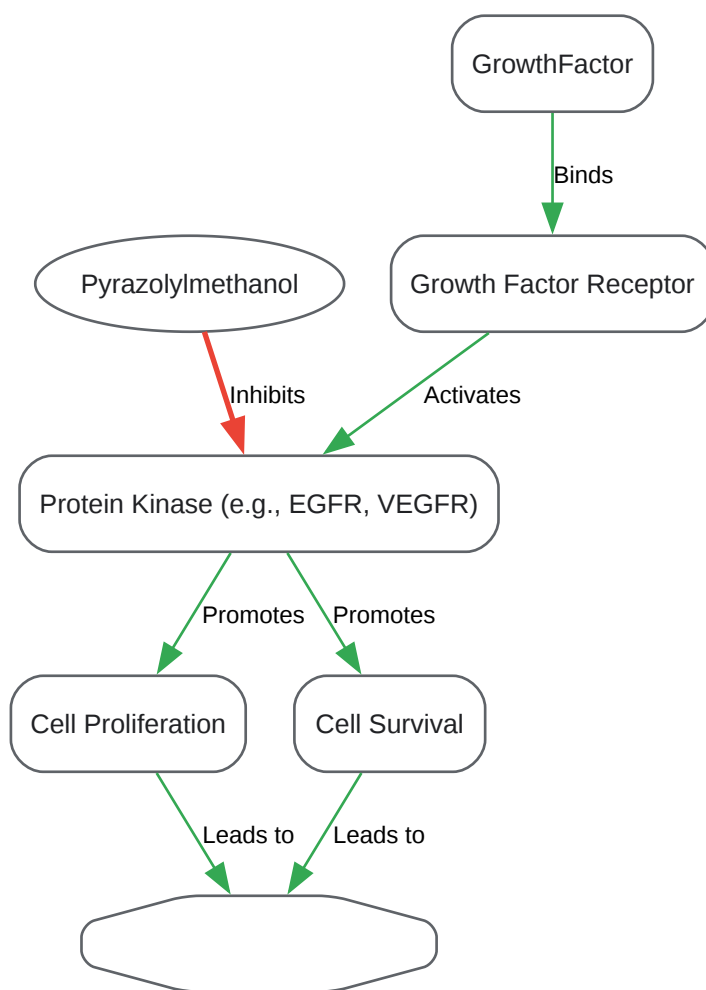 GrowthFactor
Binds
Pyrazolylmethanol
Growth Factor Receptor
Inhibits
Activates
Protein Kinase (e.g., EGFR, VEGFR)
Promotes
Promotes
Cell Proliferation
Cell Survival
Leads to
Leads to